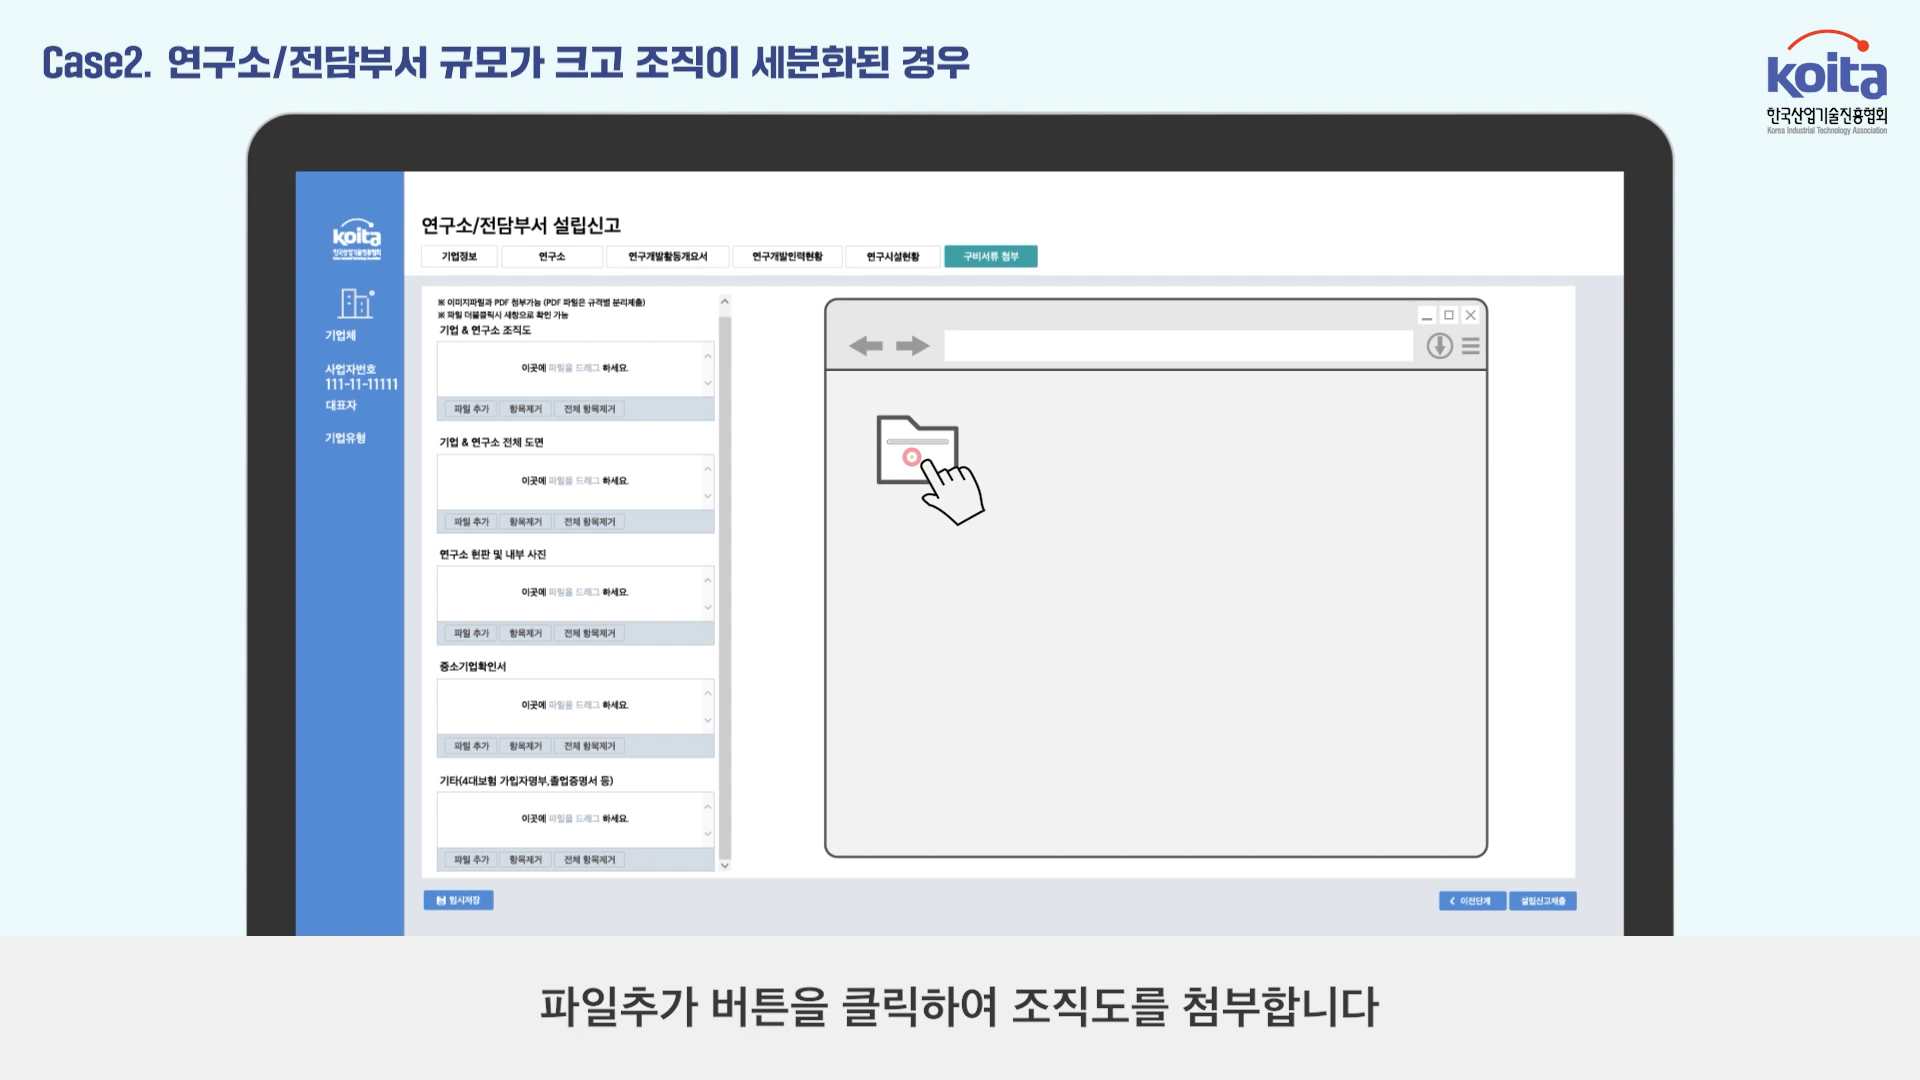 Case2. 연구소/전담부서 규모가 크고 조직이 세분화된 경우
koita
한국산업기술진흥협회
Korea Industrial Technology Association
koita
한국산업기술진흥협회
기업체
사업자번호
111-11-11111
대표자
기업유형
연구소/전담부서 설립신고
기업정보 연구소 연구개발활동개요서 연구개발인력현황 연구시설현황 구비서류 첨부
※ 이미지파일과 PDF 첨부가능 (PDF 파일은 규격별 분리제출)
※ 파일 더블클릭시 새창으로 확인 가능
기업 & 연구소 조직도
이곳에 파일을 드래그 하세요.
파일 추가 항목제거 전체 항목제거
기업 & 연구소 전체 도면
이곳에 파일을 드래그 하세요.
파일 추가 항목제거 전체 항목제거
연구소 현판 및 내부 사진
이곳에 파일을 드래그 하세요.
파일 추가 항목제거 전체 항목제거
중소기업확인서
이곳에 파일을 드래그 하세요.
파일 추가 항목제거 전체 항목제거
기타(4대보험 가입자명부,졸업증명서 등)
이곳에 파일을 드래그 하세요.
파일 추가 항목제거 전체 항목제거
임시저장
이전단계 설립신고제출
파일추가 버튼을 클릭하여 조직도를 첨부합니다